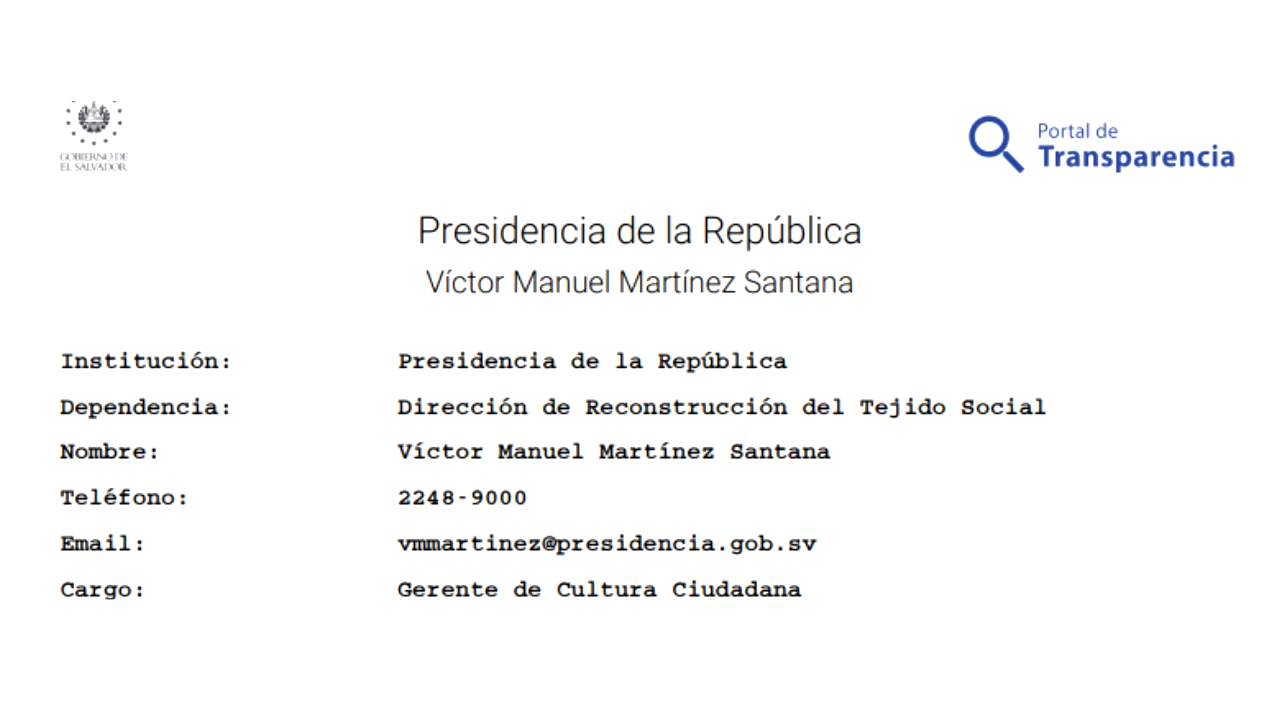 GOBIERNO DE
EL SALVADOR
Portal de
Transparencia
Presidencia de la República
Víctor Manuel Martínez Santana
Institución: Presidencia de la República
Dependencia: Dirección de Reconstrucción del Tejido Social
Nombre: Víctor Manuel Martínez Santana
Teléfono: 2248-9000
Email: vmmartinez@presidencia.gob.sv
Cargo: Gerente de Cultura Ciudadana